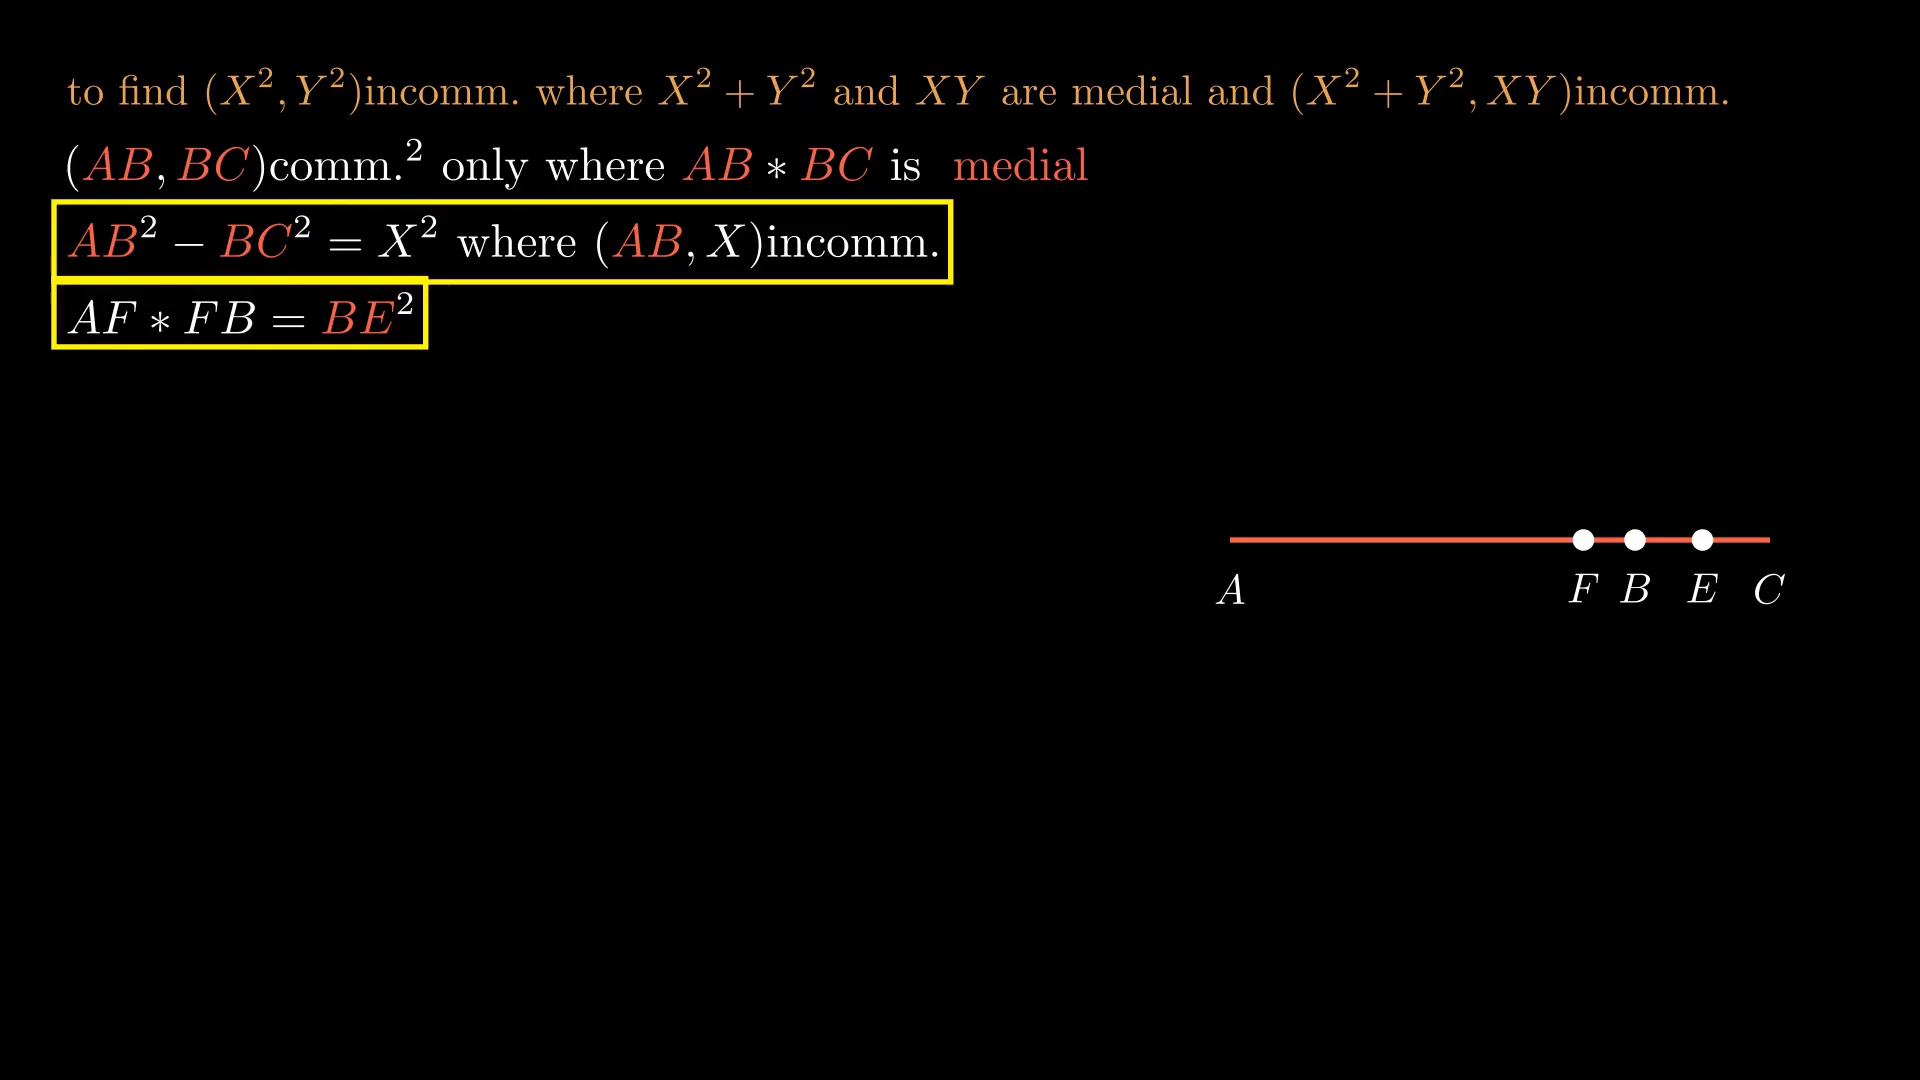 to find (X², Y²)incomm. where X² + Y² and XY are medial and (X² + Y², XY)incomm.
(AB, BC)comm.² only where AB ∗ BC is medial
AB² − BC² = X² where (AB, X)incomm.
AF ∗ FB = BE²
A F B E C